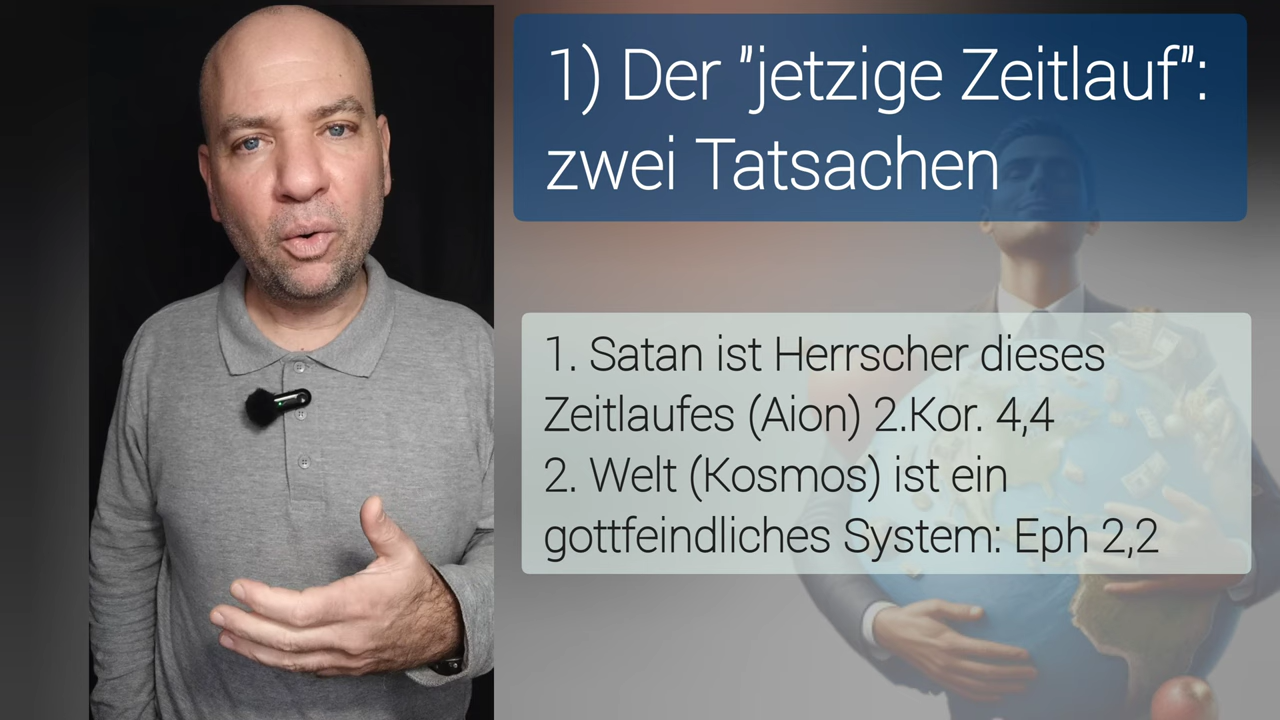 1) Der "jetzige Zeitlauf":
zwei Tatsachen
1. Satan ist Herrscher dieses
Zeitlaufes (Aion) 2.Kor. 4,4
2. Welt (Kosmos) ist ein
gottfeindliches System: Eph 2,2